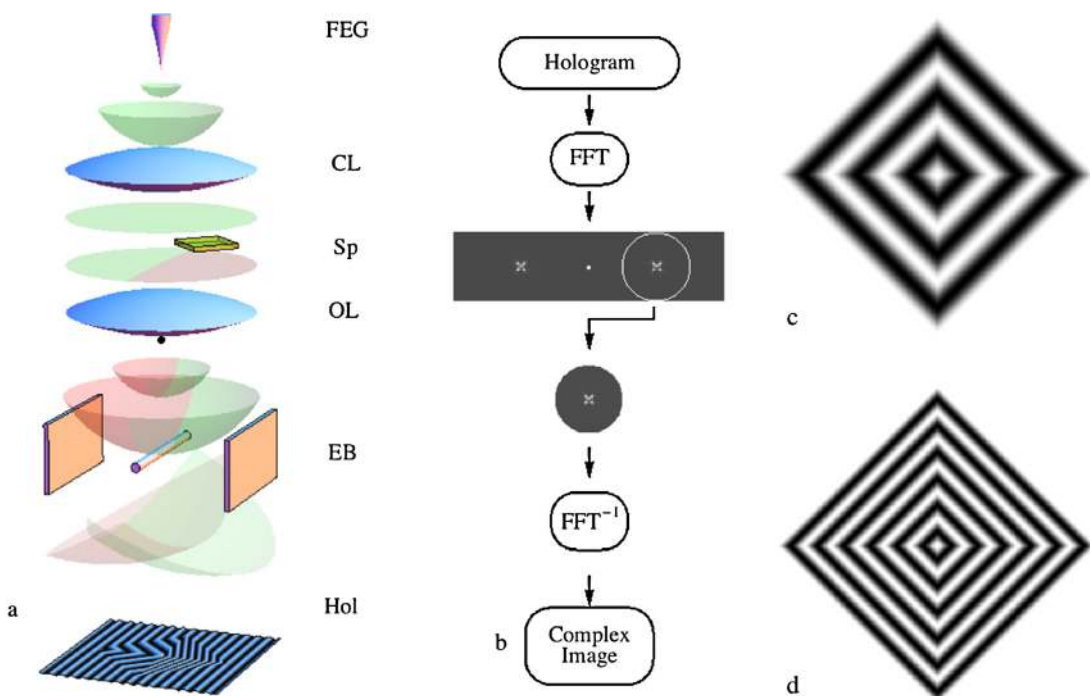 FEG
CL
Sp
OL
EB
Hol
a
Hologram
FFT
FFT⁻¹
Complex
Image
b
c
d